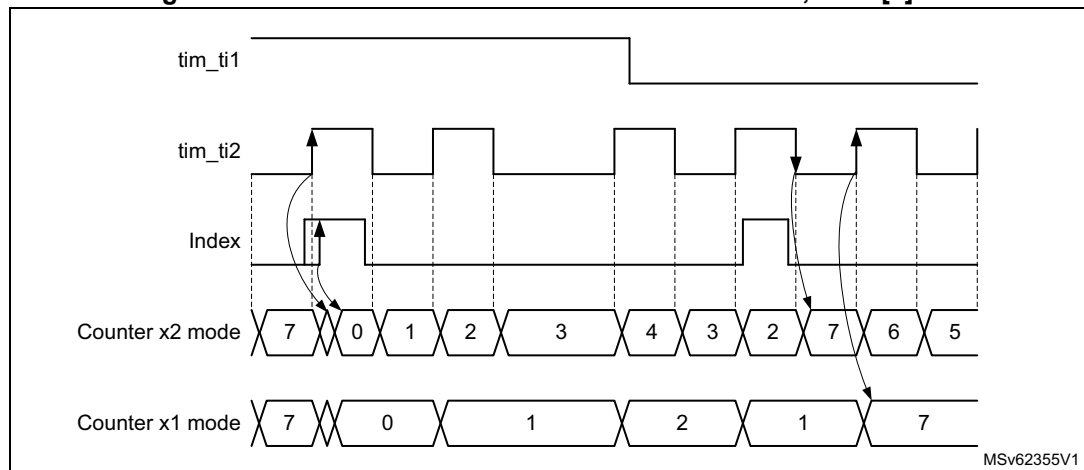 tim_ti1
tim_ti2
Index
Counter x2 mode 7 0 1 2 3 4 3 2 7 6 5
Counter x1 mode 7 0 1 2 1 7
MSv62355V1